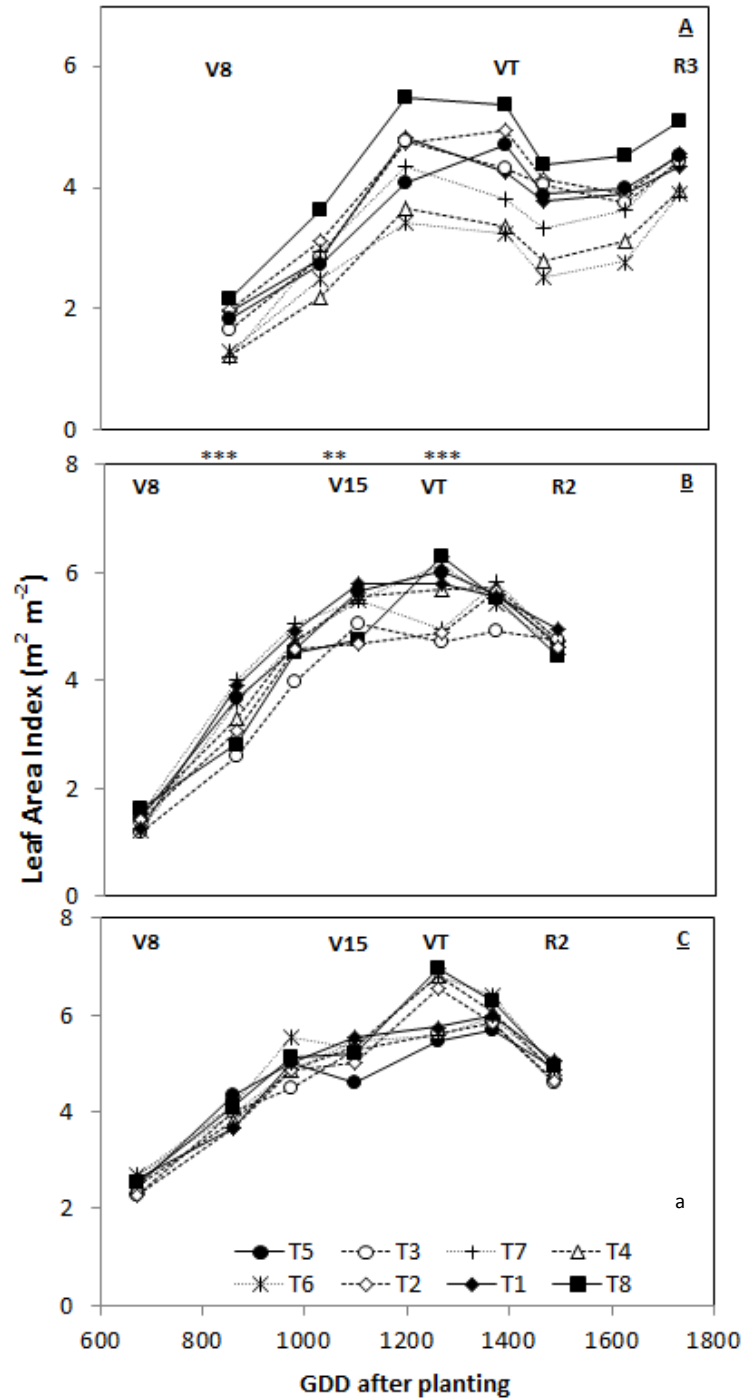 A
6
V8
VT
R3
4
2
0
*** ** ***
8
V8
V15
VT
R2
B
6
4
2
0
Leaf Area Index (m² m⁻²)
8
V8
V15
VT
R2
C
6
4
2
a
T5 T3 T7 T4
T6 T2 T1 T8
0
600 800 1000 1200 1400 1600 1800
GDD after planting